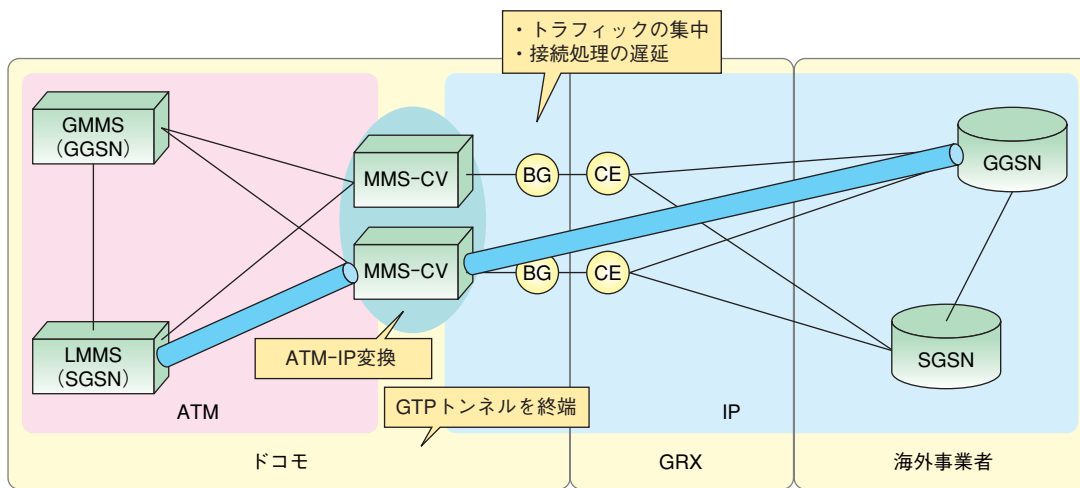 ・トラフィックの集中
・接続処理の遅延
GMMS
（GGSN）
MMS-CV
BG
CE
GGSN
MMS-CV
BG
CE
LMMS
（SGSN）
ATM-IP変換
SGSN
GTPトンネルを終端
ATM
IP
ドコモ
GRX
海外事業者